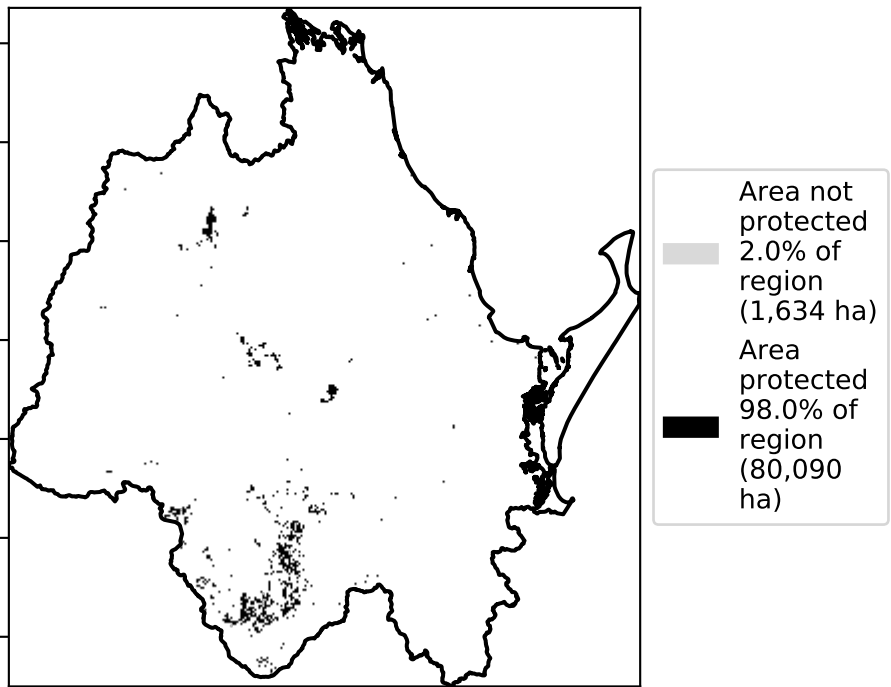 Area not
protected
2.0% of
region
(1,634 ha)
Area
protected
98.0% of
region
(80,090
ha)